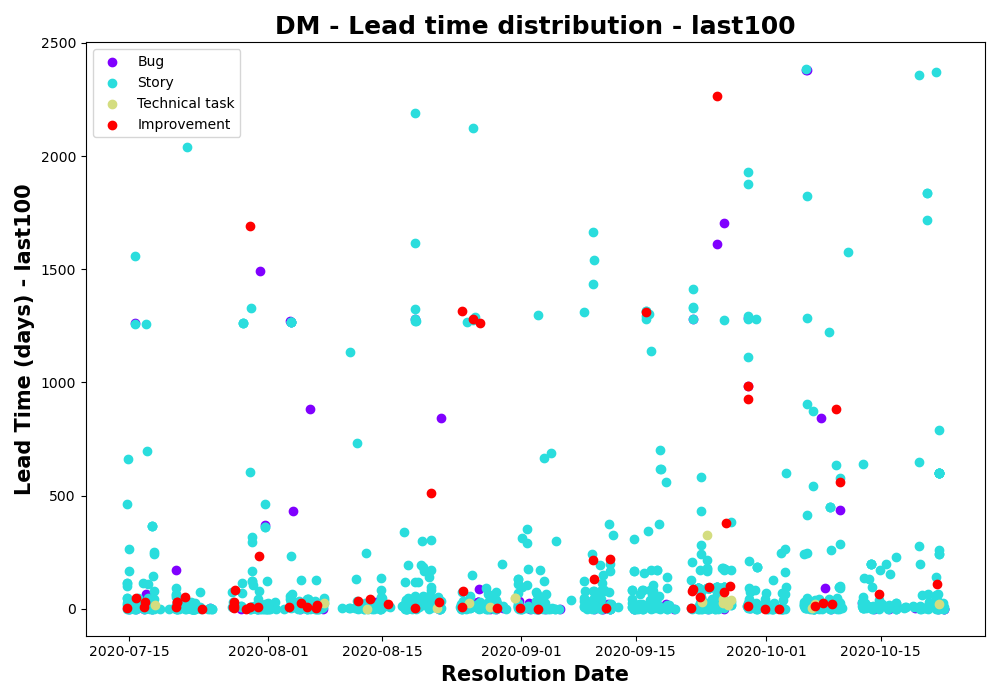 DM - Lead time distribution - last100
Bug
Story
Technical task
Improvement
Lead Time (days) - last100
2500
2000
1500
1000
500
0
2020-07-15 2020-08-01 2020-08-15 2020-09-01 2020-09-15 2020-10-01 2020-10-15
Resolution Date